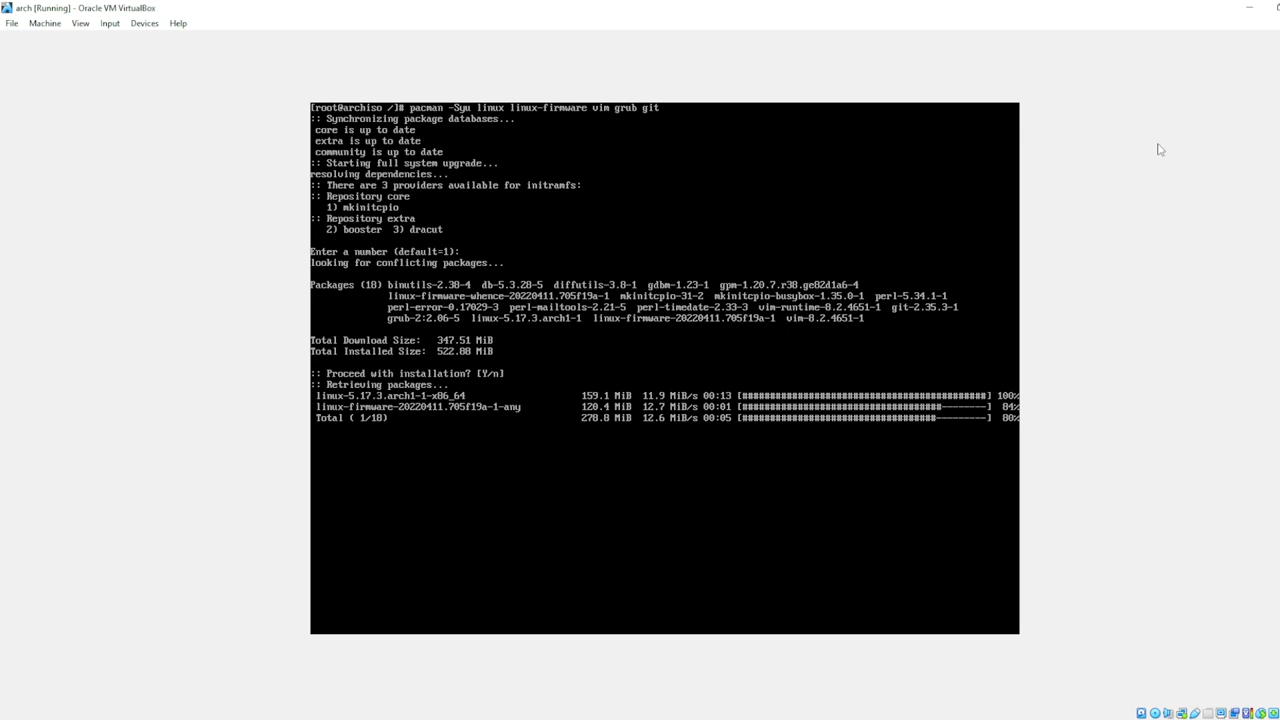 arch [Running] - Oracle VM VirtualBox
File Machine View Input Devices Help
[root@archiso /]# pacman -Syu linux linux-firmware vim grub git
:: Synchronizing package databases...
core is up to date
extra is up to date
community is up to date
:: Starting full system upgrade...
resolving dependencies...
:: There are 3 providers available for initramfs:
:: Repository core
1) mkinitcpio
:: Repository extra
2) booster 3) dracut
Enter a number (default=1):
looking for conflicting packages...
Packages (18) binutils-2.38-4 db-5.3.28-5 diffutils-3.8-1 gdbm-1.23-1 gpm-1.20.7.r38.ge82d1a6-4
linux-firmware-whence-20220411.705f19a-1 mkinitcpio-31-2 mkinitcpio-busybox-1.35.0-1 perl-5.34.1-1
perl-error-0.17029-3 perl-mailtools-2.21-5 perl-timedate-2.33-3 vim-runtime-8.2.4651-1 git-2.35.3-1
grub-2:2.06-5 linux-5.17.3.arch1-1 linux-firmware-20220411.705f19a-1 vim-8.2.4651-1
Total Download Size: 347.51 MiB
Total Installed Size: 522.88 MiB
:: Proceed with installation? [Y/n]
:: Retrieving packages...
linux-5.17.3.arch1-1-x86_64 159.1 MiB 11.9 MiB/s 00:13 [##############################################] 100%
linux-firmware-20220411.705f19a-1-any 120.4 MiB 12.7 MiB/s 00:01 [######################################--------] 84%
Total ( 1/18) 278.8 MiB 12.6 MiB/s 00:05 [#####################################---------] 80%